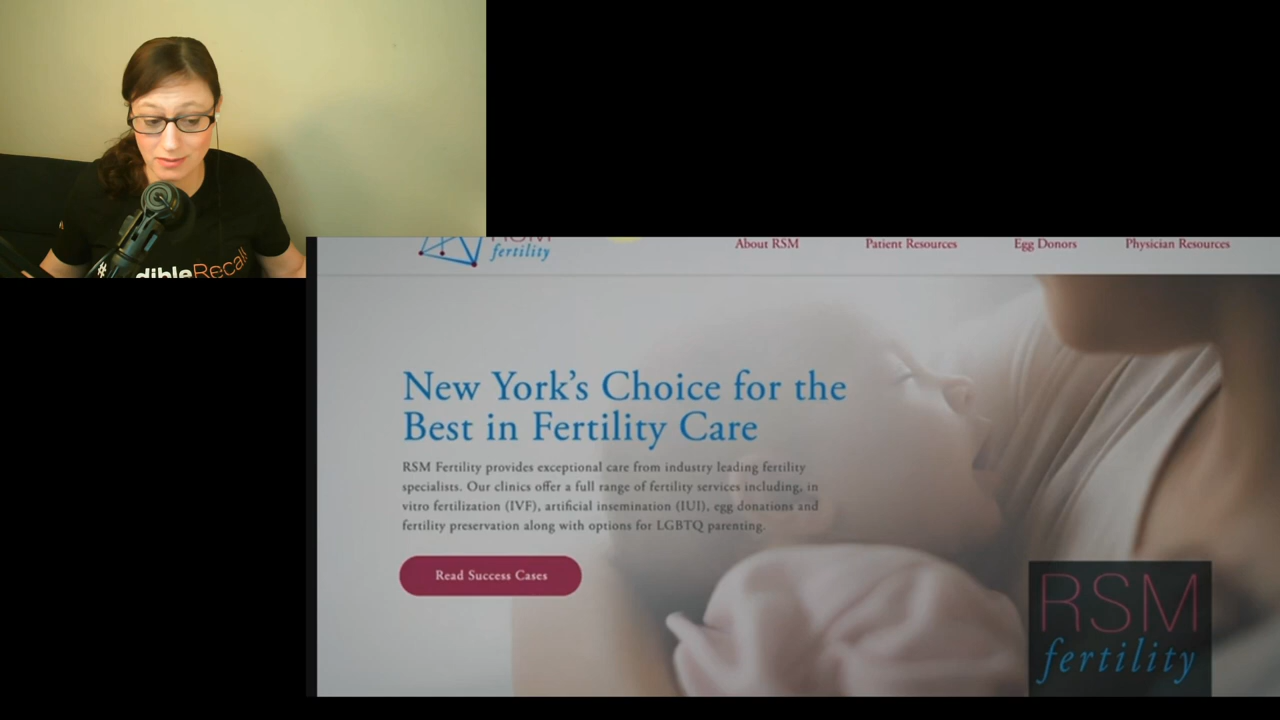 #
dibleRecall
RSM
fertility
About RSM
Patient Resources
Egg Donors
Physician Resources
New York's Choice for the
Best in Fertility Care
RSM Fertility provides exceptional care from industry leading fertility
specialists. Our clinics offer a full range of fertility services including, in
vitro fertilization (IVF), artificial insemination (IUI), egg donations and
fertility preservation along with options for LGBTQ parenting.
Read Success Cases
RSM
fertility